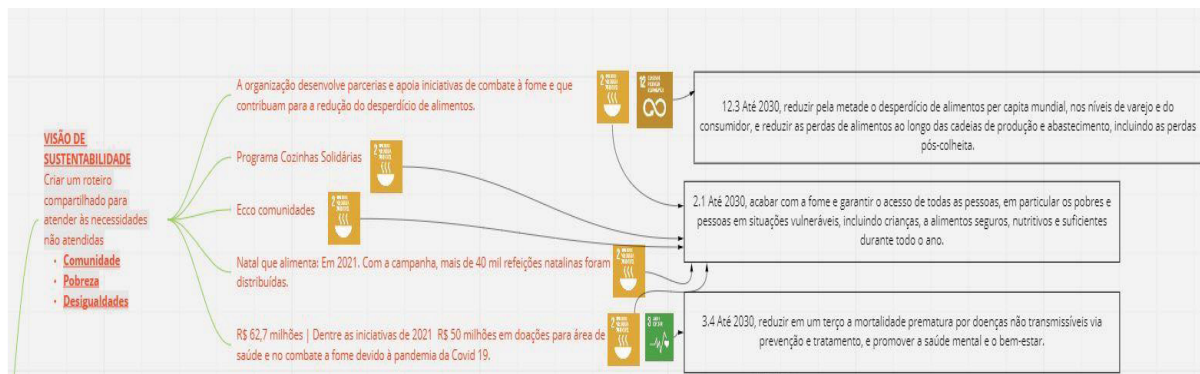 VISÃO DE
SUSTENTABILIDADE
Criar um roteiro
compartilhado para
atender às necessidades
não atendidas
• Comunidade
• Pobreza
• Desigualdades
A organização desenvolve parcerias e apoia iniciativas de combate à fome e que
contribuam para a redução do desperdício de alimentos.
Programa Cozinhas Solidárias
Ecco comunidades
Natal que alimenta: Em 2021. Com a campanha, mais de 40 mil refeições natalinas foram
distribuídas.
R$ 62,7 milhões | Dentre as iniciativas de 2021 R$ 50 milhões em doações para área de
saúde e no combate a fome devido à pandemia da Covid 19.
2
2
2
2
2
3
12.3 Até 2030, reduzir pela metade o desperdício de alimentos per capita mundial, nos níveis de varejo e do
consumidor, e reduzir as perdas de alimentos ao longo das cadeias de produção e abastecimento, incluindo as perdas
pós-colheita.
2.1 Até 2030, acabar com a fome e garantir o acesso de todas as pessoas, em particular os pobres e
pessoas em situações vulneráveis, incluindo crianças, a alimentos seguros, nutritivos e suficientes
durante todo o ano.
3.4 Até 2030, reduzir em um terço a mortalidade prematura por doenças não transmissíveis via
prevenção e tratamento, e promover a saúde mental e o bem-estar.